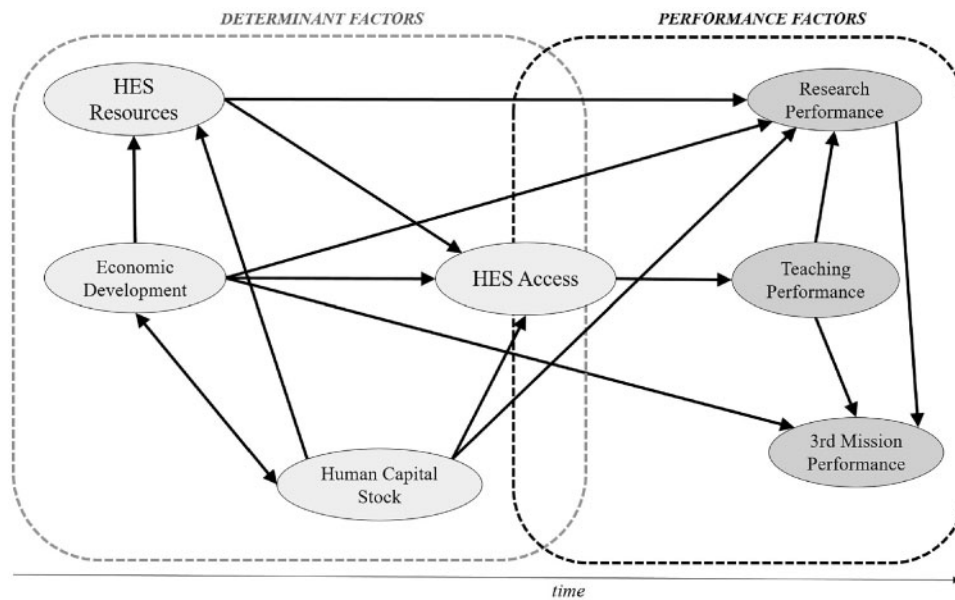 DETERMINANT FACTORS
PERFORMANCE FACTORS
HES
Resources
Research
Performance
Economic
Development
HES Access
Teaching
Performance
Human Capital
Stock
3rd Mission
Performance
time